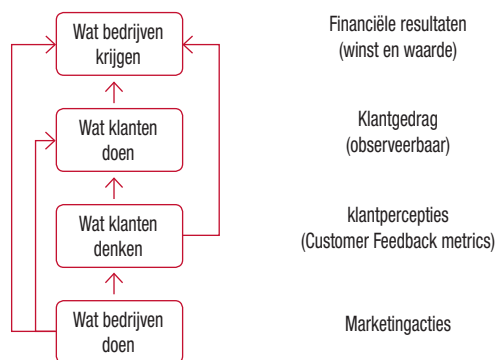 Wat bedrijven
krijgen
Financiële resultaten
(winst en waarde)
Wat klanten
doen
Klantgedrag
(observeerbaar)
Wat klanten
denken
klantpercepties
(Customer Feedback metrics)
Wat bedrijven
doen
Marketingacties